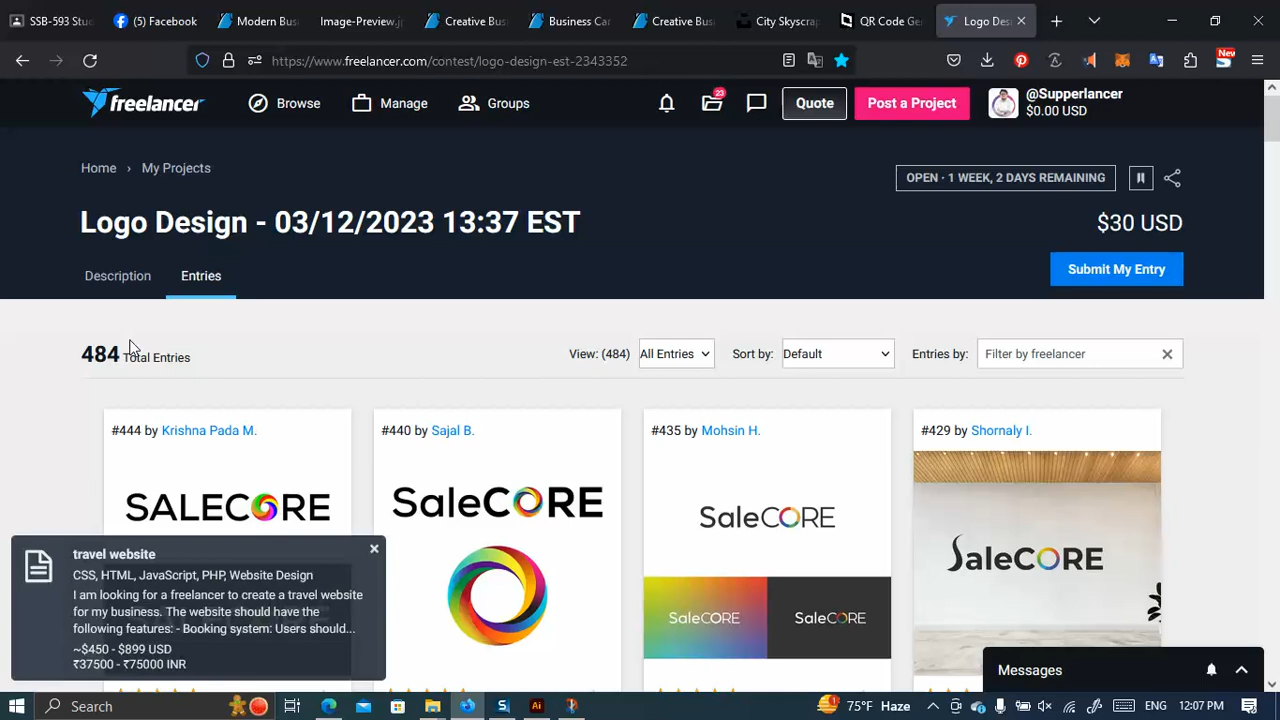 SSB-593 Stud
(5) Facebook
Modern Bus
Image-Preview.j
Creative Bus
Business Car
Creative Bus
City Skyscrap
QR Code Ge
Logo Des
https://www.freelancer.com/contest/logo-design-est-2343352
New
freelancer
Browse
Manage
Groups
23
Quote
Post a Project
@Supperlancer
$0.00 USD
Home › My Projects
OPEN · 1 WEEK, 2 DAYS REMAINING
Logo Design - 03/12/2023 13:37 EST
$30 USD
Description
Entries
Submit My Entry
484 Total Entries
View: (484)
All Entries
Sort by:
Default
Entries by:
Filter by freelancer
#444 by Krishna Pada M.
#440 by Sajal B.
#435 by Mohsin H.
#429 by Shornaly I.
SALECORE
SaleCORE
SaleCORE
SaleCORE
SaleCORE
SaleCORE
travel website
CSS, HTML, JavaScript, PHP, Website Design
I am looking for a freelancer to create a travel website
for my business. The website should have the
following features: - Booking system: Users should...
~$450 - $899 USD
₹37500 - ₹75000 INR
Messages
Search
75°F Haze
ENG
12:07 PM